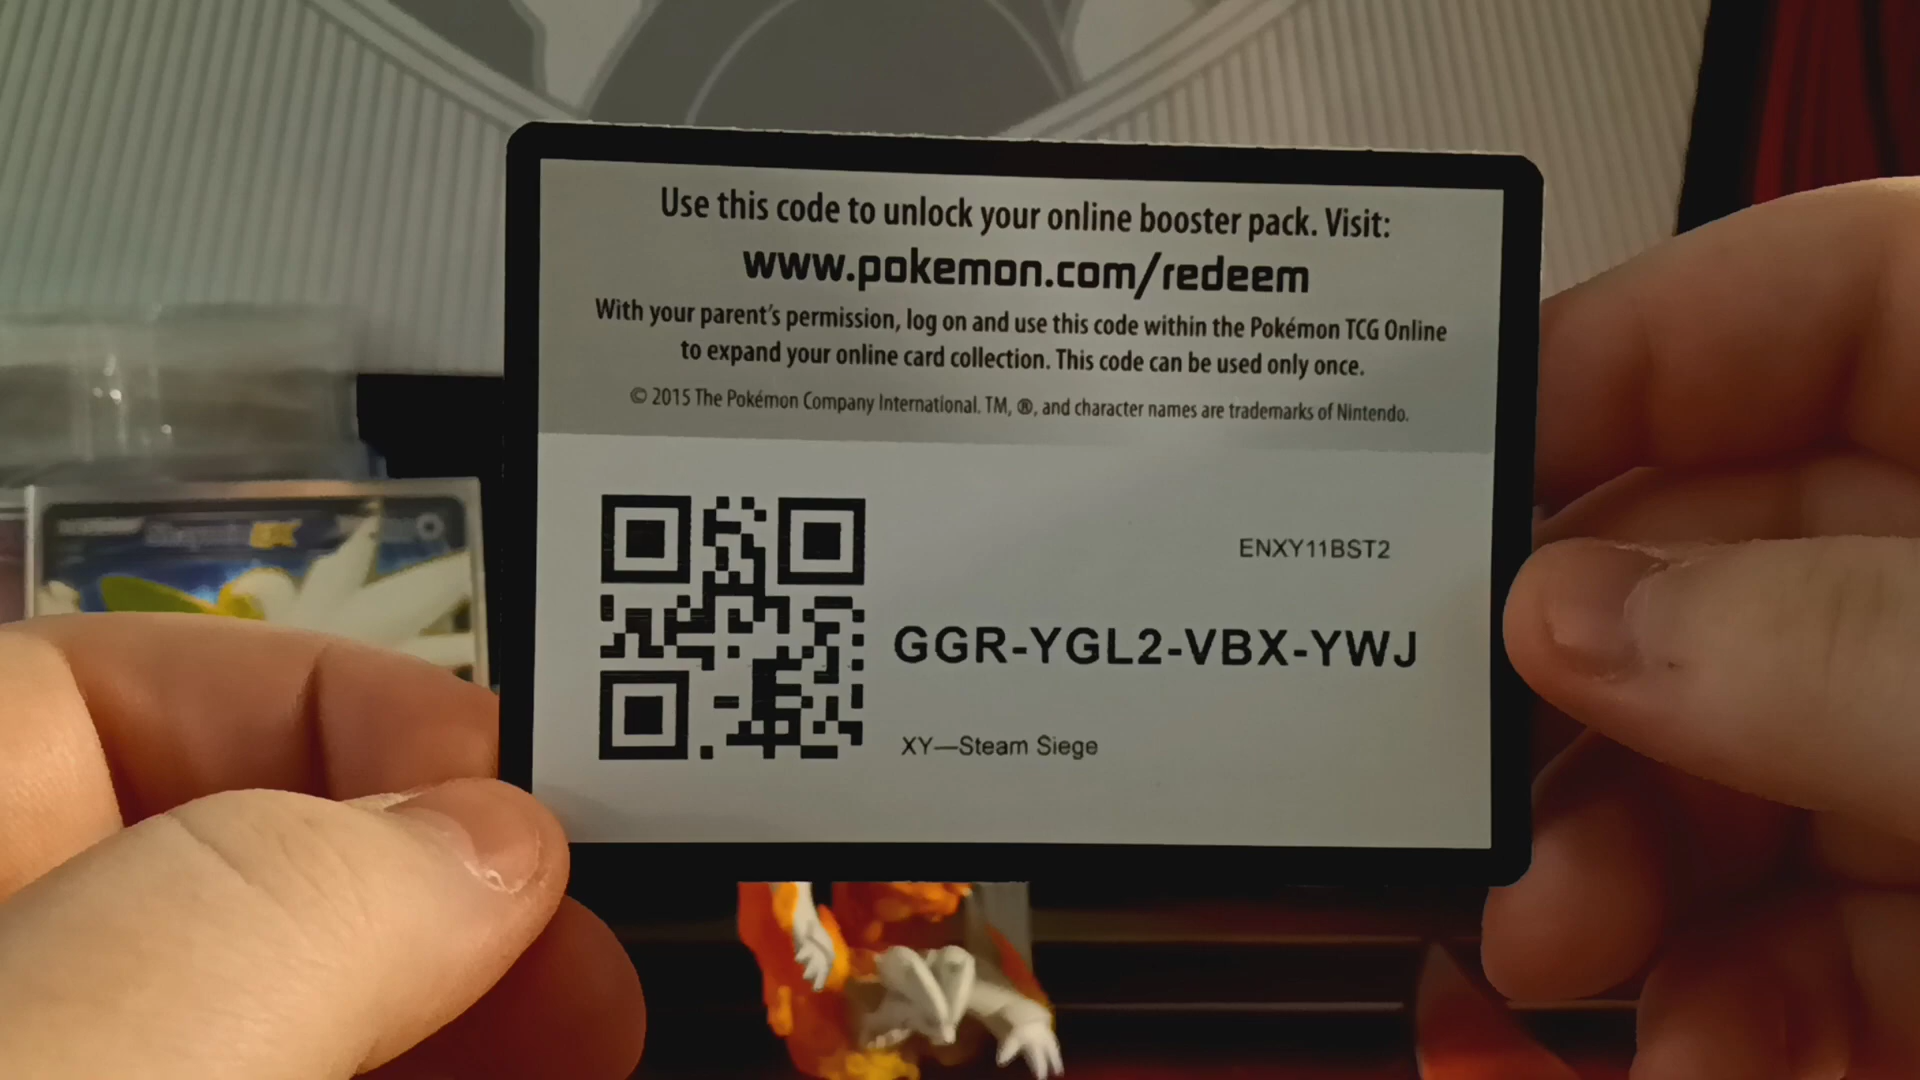 Use this code to unlock your online booster pack. Visit:
www.pokemon.com/redeem
With your parent's permission, log on and use this code within the Pokémon TCG Online
to expand your online card collection. This code can be used only once.
© 2015 The Pokémon Company International. TM, ®, and character names are trademarks of Nintendo.
ENXY11BST2
GGR-YGL2-VBX-YWJ
XY—Steam Siege